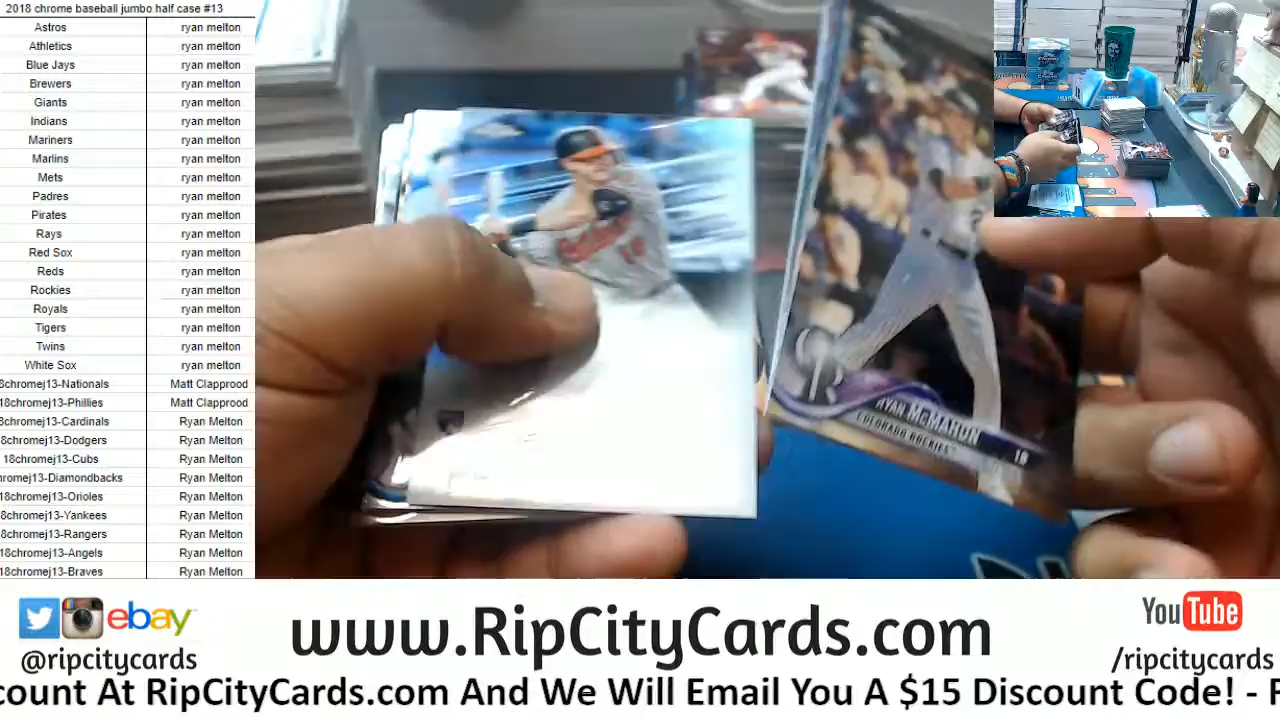 2018 chrome baseball jumbo half case #13
Astros ryan melton
Athletics ryan melton
Blue Jays ryan melton
Brewers ryan melton
Giants ryan melton
Indians ryan melton
Mariners ryan melton
Marlins ryan melton
Mets ryan melton
Padres ryan melton
Pirates ryan melton
Rays ryan melton
Red Sox ryan melton
Reds ryan melton
Rockies ryan melton
Royals ryan melton
Tigers ryan melton
Twins ryan melton
White Sox ryan melton
8chromej13-Nationals Matt Clapprood
18chromej13-Phillies Matt Clapprood
8chromej13-Cardinals Ryan Melton
8chromej13-Dodgers Ryan Melton
18chromej13-Cubs Ryan Melton
romej13-Diamondbacks Ryan Melton
18chromej13-Orioles Ryan Melton
8chromej13-Yankees Ryan Melton
8chromej13-Rangers Ryan Melton
18chromej13-Angels Ryan Melton
18chromej13-Braves Ryan Melton
RYAN McMAHON
COLORADO ROCKIES
1B
ebay
@ripcitycards
www.RipCityCards.com
YouTube
/ripcitycards
count At RipCityCards.com And We Will Email You A $15 Discount Code! - F